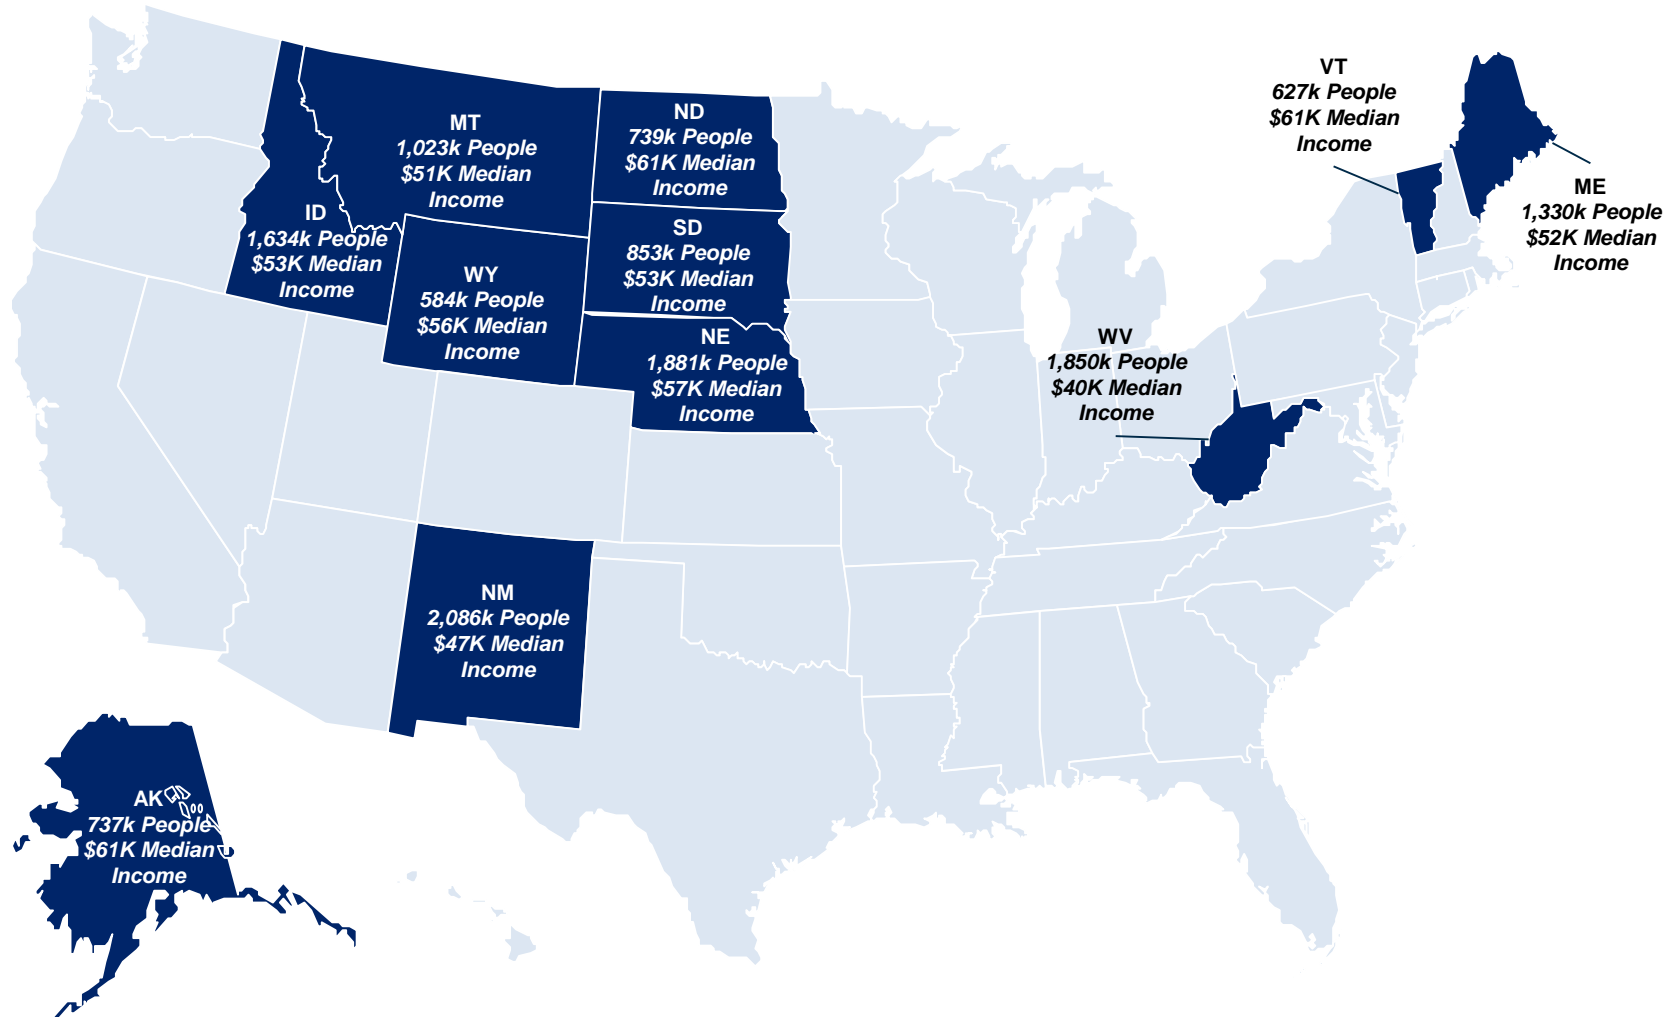 VT
627k People
$61K Median
Income
MT
1,023k People
$51K Median
Income
ND
739k People
$61K Median
Income
ME
1,330k People
$52K Median
Income
ID
1,634k People
$53K Median
Income
SD
853k People
$53K Median
Income
WY
584k People
$56K Median
Income
NE
1,881k People
$57K Median
Income
WV
1,850k People
$40K Median
Income
NM
2,086k People
$47K Median
Income
AK
737k People
$61K Median
Income